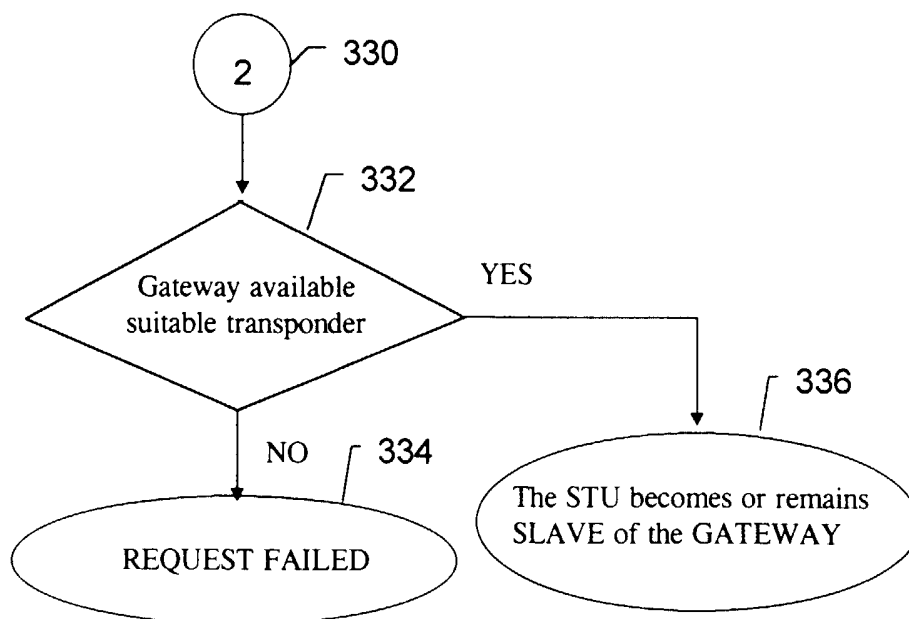 330
2
332
Gateway available
suitable transponder
YES
336
NO
334
The STU becomes or remains
SLAVE of the GATEWAY
REQUEST FAILED